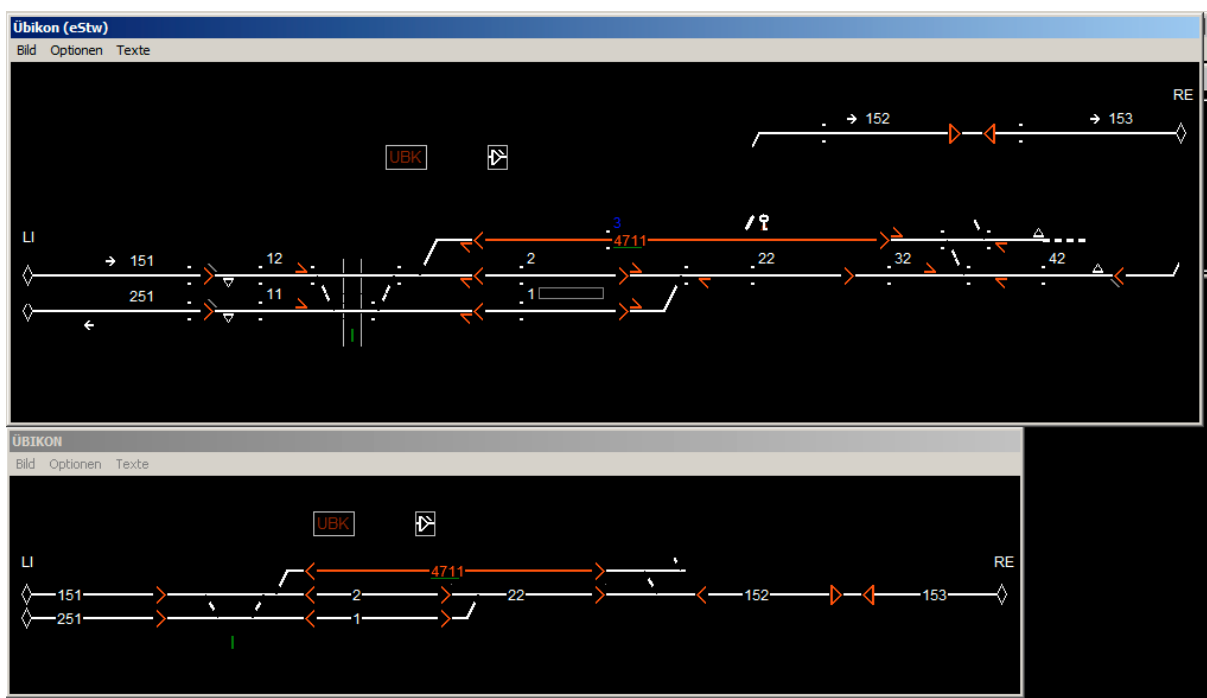 Übikon (eStw)
Bild Optionen Texte
RE
152 153
UBK
3
4711
LI
151 12 2 22 32 42
251 11 1
ÜBIKON
Bild Optionen Texte
UBK
LI RE
4711
151 2 22 152 153
251 1